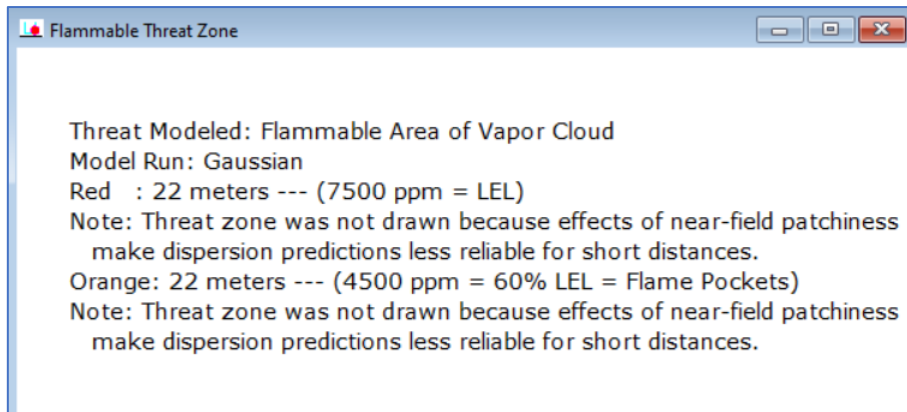 Flammable Threat Zone
Threat Modeled: Flammable Area of Vapor Cloud
Model Run: Gaussian
Red : 22 meters --- (7500 ppm = LEL)
Note: Threat zone was not drawn because effects of near-field patchiness
make dispersion predictions less reliable for short distances.
Orange: 22 meters --- (4500 ppm = 60% LEL = Flame Pockets)
Note: Threat zone was not drawn because effects of near-field patchiness
make dispersion predictions less reliable for short distances.